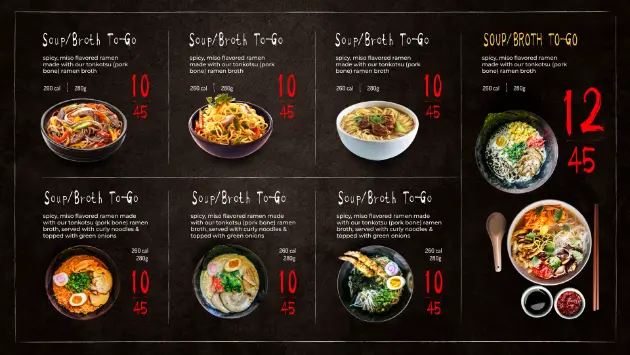 Soup/Broth To-Go
spicy, miso flavored ramen
made with our tonkotsu (pork
bone) ramen broth
260 cal | 280g
10
45
Soup/Broth To-Go
spicy, miso flavored ramen
made with our tonkotsu (pork
bone) ramen broth
260 cal | 280g
10
45
Soup/Broth To-Go
spicy, miso flavored ramen
made with our tonkotsu (pork
bone) ramen broth
260 cal | 280g
10
45
SOUP/BROTH TO-GO
spicy, miso flavored ramen
made with our tonkotsu (pork
bone) ramen broth
260 cal | 280g
12
45
Soup/Broth To-Go
spicy, miso flavored ramen made
with our tonkotsu (pork bone) ramen
broth, served with curly noodles &
topped with green onions
260 cal
280g
10
45
Soup/Broth To-Go
spicy, miso flavored ramen made
with our tonkotsu (pork bone) ramen
broth, served with curly noodles &
topped with green onions
260 cal
280g
10
45
Soup/Broth To-Go
spicy, miso flavored ramen made
with our tonkotsu (pork bone) ramen
broth, served with curly noodles &
topped with green onions
260 cal
280g
10
45